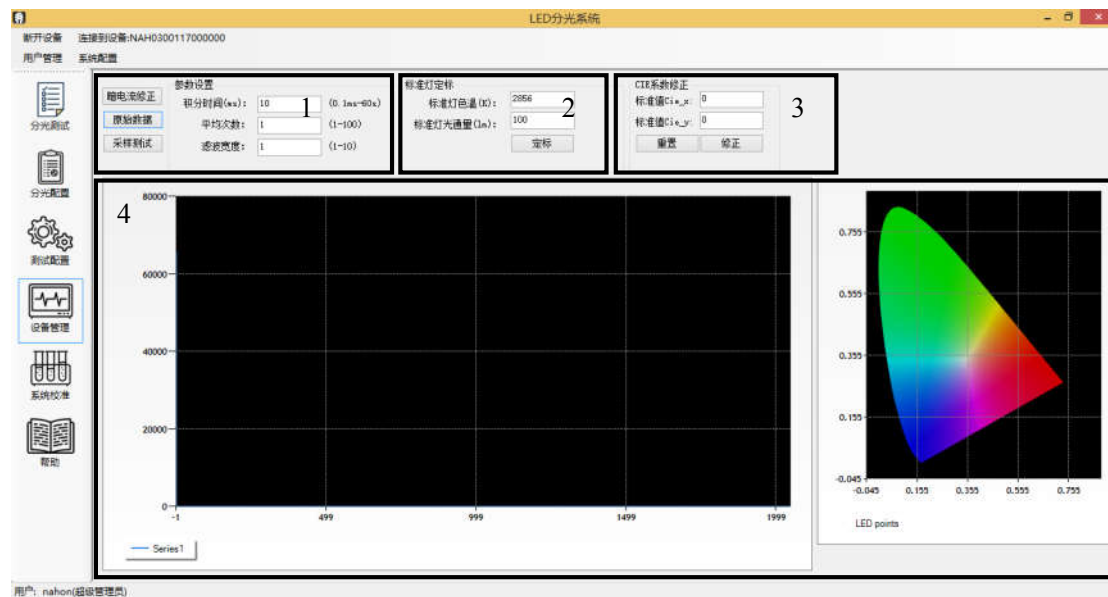 LED分光系统
断开设备 连接到设备:NAH0300117000000
用户管理 系统配置
分光测试
分光配置
测试配置
设备管理
系统校准
帮助
暗电流修正
原始数据
采样测试
参数设置
积分时间(ms): 10 (0.1ms-60s)
平均次数: 1 (1-100)
滤波宽度: 1 (1-10)
1
标准灯定标
标准灯色温(K): 2856
标准灯光通量(lm): 100
定标
2
CIE系数修正
标准值Cie_x: 0
标准值Cie_y: 0
重置 修正
3
4
80000
60000
40000
20000
0
-1 499 999 1499 1999
Series1
0.755
0.555
0.355
0.155
-0.045
-0.045 0.155 0.355 0.555 0.755
LED points
用户: nahon(超级管理员)